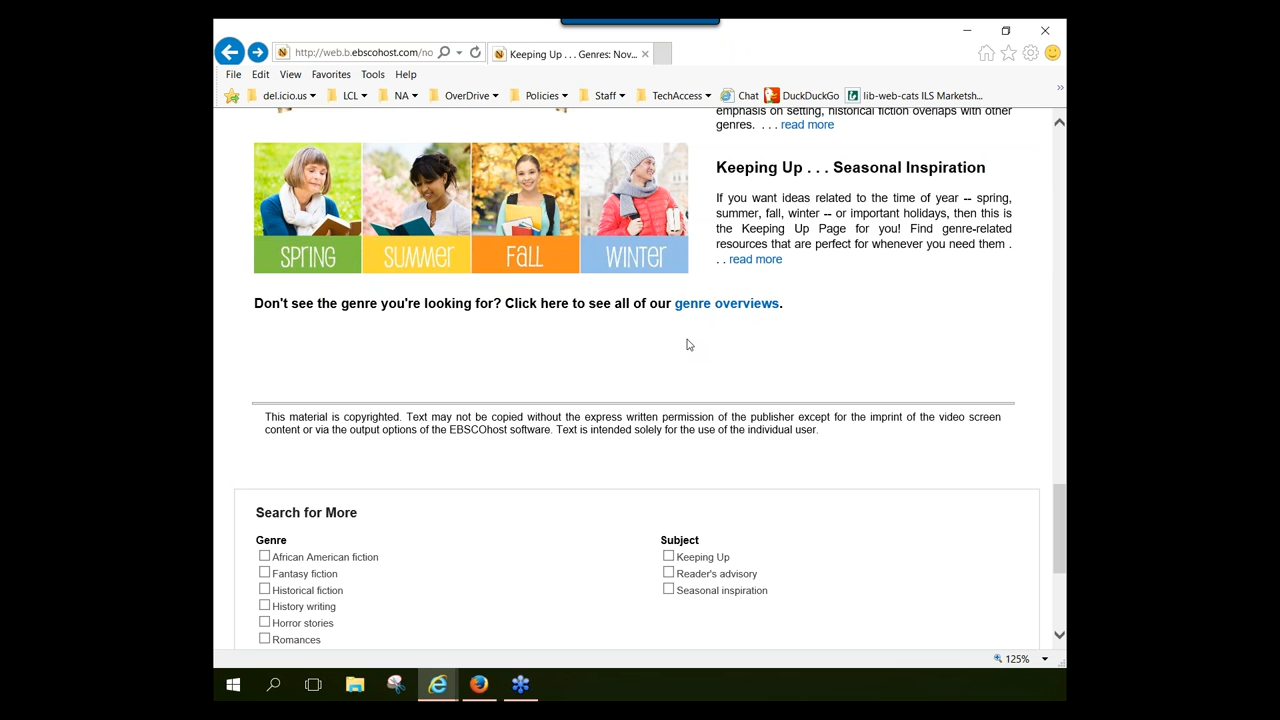 http://web.b.ebscohost.com/no
Keeping Up . . . Genres: Nov...
File Edit View Favorites Tools Help
del.icio.us LCL NA OverDrive Policies Staff TechAccess Chat DuckDuckGo lib-web-cats ILS Marketsh...
emphasis on setting, historical fiction overlaps with other
genres. . . . read more
Keeping Up . . . Seasonal Inspiration
If you want ideas related to the time of year -- spring,
summer, fall, winter -- or important holidays, then this is
the Keeping Up Page for you! Find genre-related
resources that are perfect for whenever you need them .
. . read more
SPRING SUMMER FALL WINTER
Don't see the genre you're looking for? Click here to see all of our genre overviews.
This material is copyrighted. Text may not be copied without the express written permission of the publisher except for the imprint of the video screen
content or via the output options of the EBSCOhost software. Text is intended solely for the use of the individual user.
Search for More
Genre
African American fiction
Fantasy fiction
Historical fiction
History writing
Horror stories
Romances
Subject
Keeping Up
Reader's advisory
Seasonal inspiration
125%